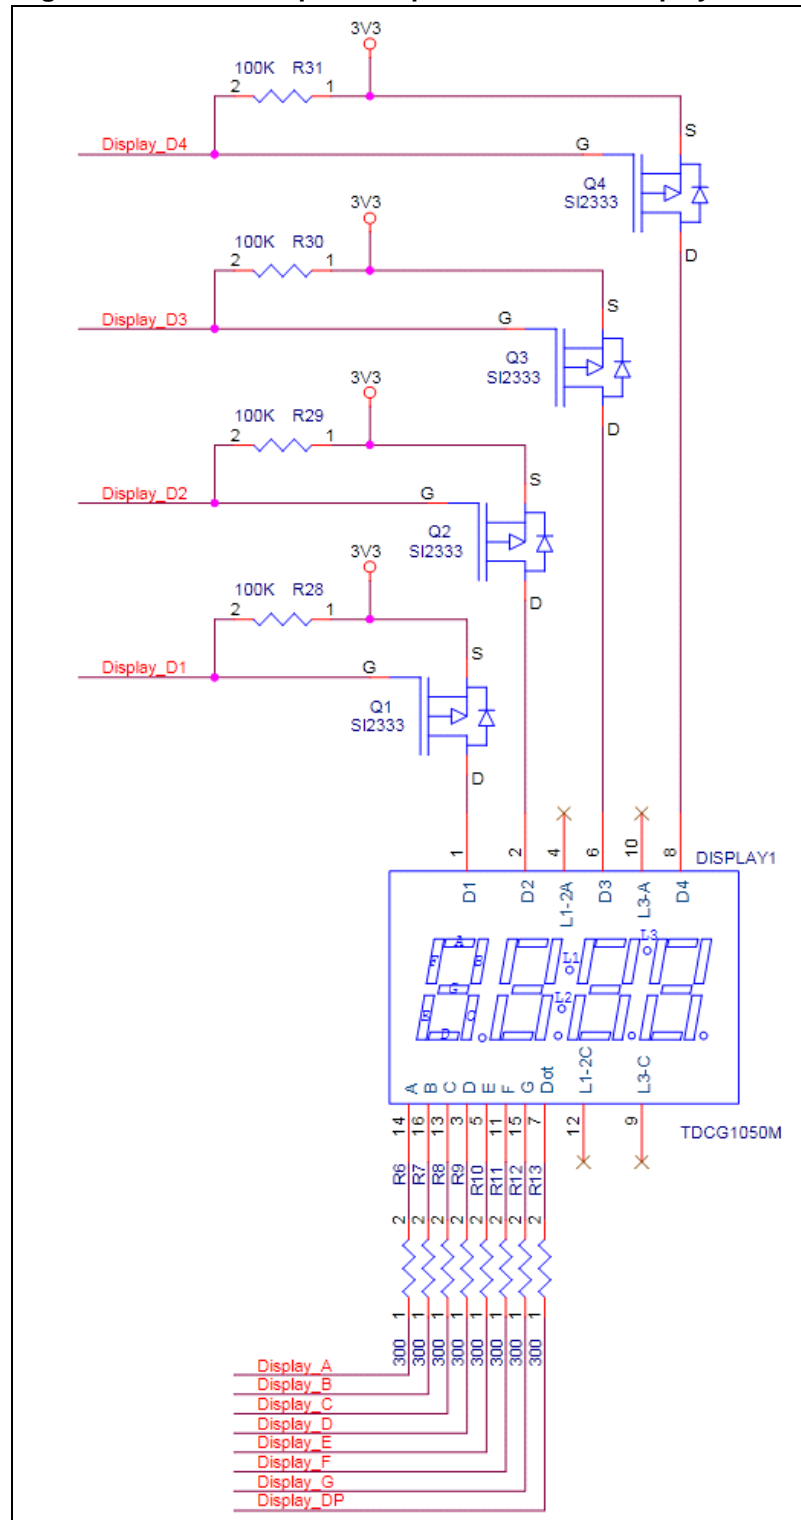 3V3
100K R31
2 1
Display_D4
S
G
Q4
SI2333
D
3V3
100K R30
2 1
Display_D3
S
G
Q3
SI2333
D
3V3
100K R29
2 1
Display_D2
S
G
Q2
SI2333
D
3V3
100K R28
2 1
Display_D1
S
G
Q1
SI2333
D
1 2 4 6 10 8
DISPLAY1
D1 D2 L1-2A D3 L3-A D4
A
F B
G
E C
D
L1
L2
L3
A B C D E F G Dot L1-2C L3-C
14 16 13 3 5 11 15 7 12 9
TDCG1050M
R6 R7 R8 R9 R10 R11 R12 R13
2 2 2 2 2 2 2 2
1 1 1 1 1 1 1 1
300 300 300 300 300 300 300 300
Display_A
Display_B
Display_C
Display_D
Display_E
Display_F
Display_G
Display_DP